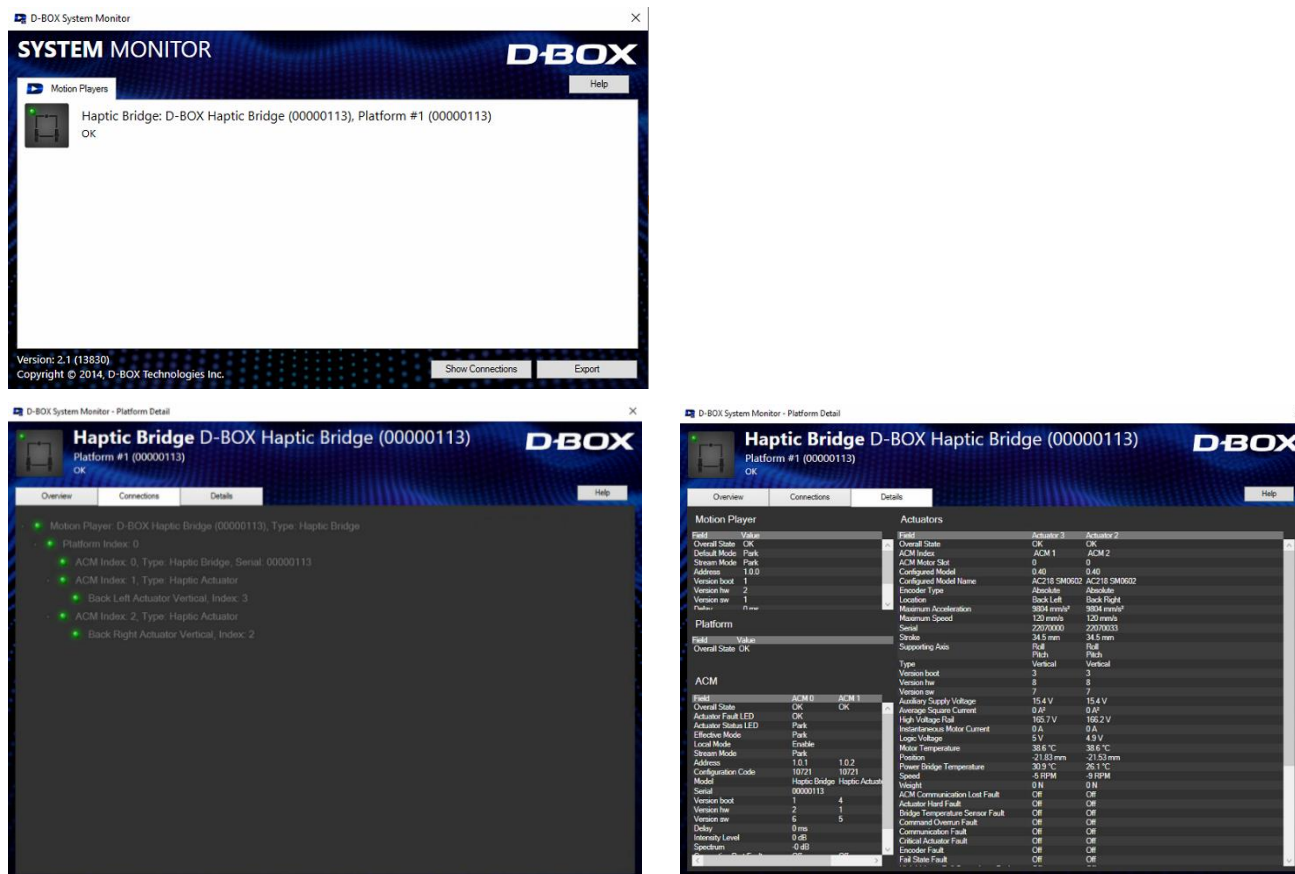 D-BOX System Monitor
SYSTEM MONITOR
D-BOX
Motion Players
Help
Haptic Bridge: D-BOX Haptic Bridge (00000113), Platform #1 (00000113)
OK
Version: 2.1 (13830)
Copyright © 2014, D-BOX Technologies Inc.
Show Connections
Export
D-BOX System Monitor - Platform Detail
Haptic Bridge D-BOX Haptic Bridge (00000113)
Platform #1 (00000113)
OK
D-BOX
Overview Connections Details
Help
Motion Player: D-BOX Haptic Bridge (00000113), Type: Haptic Bridge
Platform Index: 0
ACM Index: 0, Type: Haptic Bridge, Serial: 00000113
ACM Index: 1, Type: Haptic Actuator
Back Left Actuator Vertical, Index: 3
ACM Index: 2, Type: Haptic Actuator
Back Right Actuator Vertical, Index: 2
D-BOX System Monitor - Platform Detail
Haptic Bridge D-BOX Haptic Bridge (00000113)
Platform #1 (00000113)
OK
D-BOX
Overview Connections Details
Help
Motion Player
Field Value
Overall State OK
Default Mode Park
Stream Mode Park
Address 1.0.0
Version boot 1
Version hw 2
Version sw 1
Delay 0 ms
Platform
Field Value
Overall State OK
ACM
Field ACM 0 ACM 1
Overall State OK OK
Actuator Fault LED OK
Actuator Status LED Park
Effective Mode Park
Local Mode Enable
Stream Mode Park
Address 1.0.1 1.0.2
Configuration Code 10721 10721
Model Haptic Bridge Haptic Actuat
Serial 00000113
Version boot 1 4
Version hw 2 1
Version sw 6 5
Delay 0 ms
Intensity Level 0 dB
Spectrum -0 dB
Actuators
Field Actuator 3 Actuator 2
Overall State OK OK
ACM Index ACM 1 ACM 2
ACM Motor Slot 0 0
Configured Model 0.40 0.40
Configured Model Name AC218 SM0602 AC218 SM0602
Encoder Type Absolute Absolute
Location Back Left Back Right
Maximum Acceleration 9804 mm/s² 9804 mm/s²
Maximum Speed 120 mm/s 120 mm/s
Serial 22070000 22070033
Stroke 34.5 mm 34.5 mm
Supporting Axis Roll Roll
Pitch Pitch
Type Vertical Vertical
Version boot 3 3
Version hw 8 8
Version sw 7 7
Auxiliary Supply Voltage 15.4 V 15.4 V
Average Square Current 0 A² 0 A²
High Voltage Rail 165.7 V 166.2 V
Instantaneous Motor Current 0 A 0 A
Logic Voltage 5 V 4.9 V
Motor Temperature 38.6 °C 38.6 °C
Position -21.83 mm -21.53 mm
Power Bridge Temperature 30.9 °C 26.1 °C
Speed -5 RPM -9 RPM
Weight 0 N 0 N
ACM Communication Lost Fault Off Off
Actuator Hard Fault Off Off
Bridge Temperature Sensor Fault Off Off
Command Overrun Fault Off Off
Communication Fault Off Off
Critical Actuator Fault Off Off
Encoder Fault Off Off
Fail State Fault Off Off